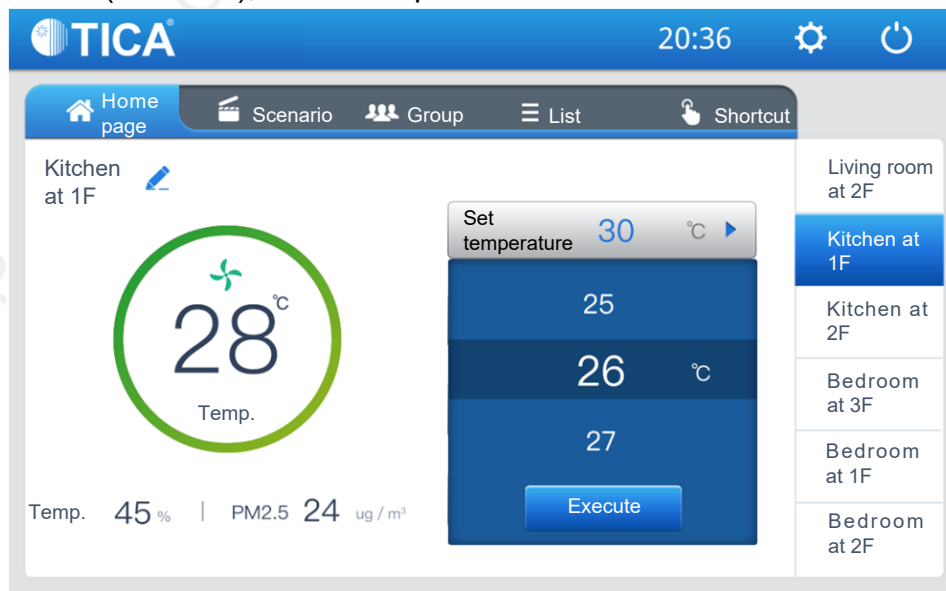 TICA
20:36
Home
page
Scenario
Group
List
Shortcut
Kitchen
at 1F
28 ℃
Temp.
Temp. 45 % | PM2.5 24 ug / m³
Set
temperature 30 ℃
25
26 ℃
27
Execute
Living room
at 2F
Kitchen at
1F
Kitchen at
2F
Bedroom
at 3F
Bedroom
at 1F
Bedroom
at 2F